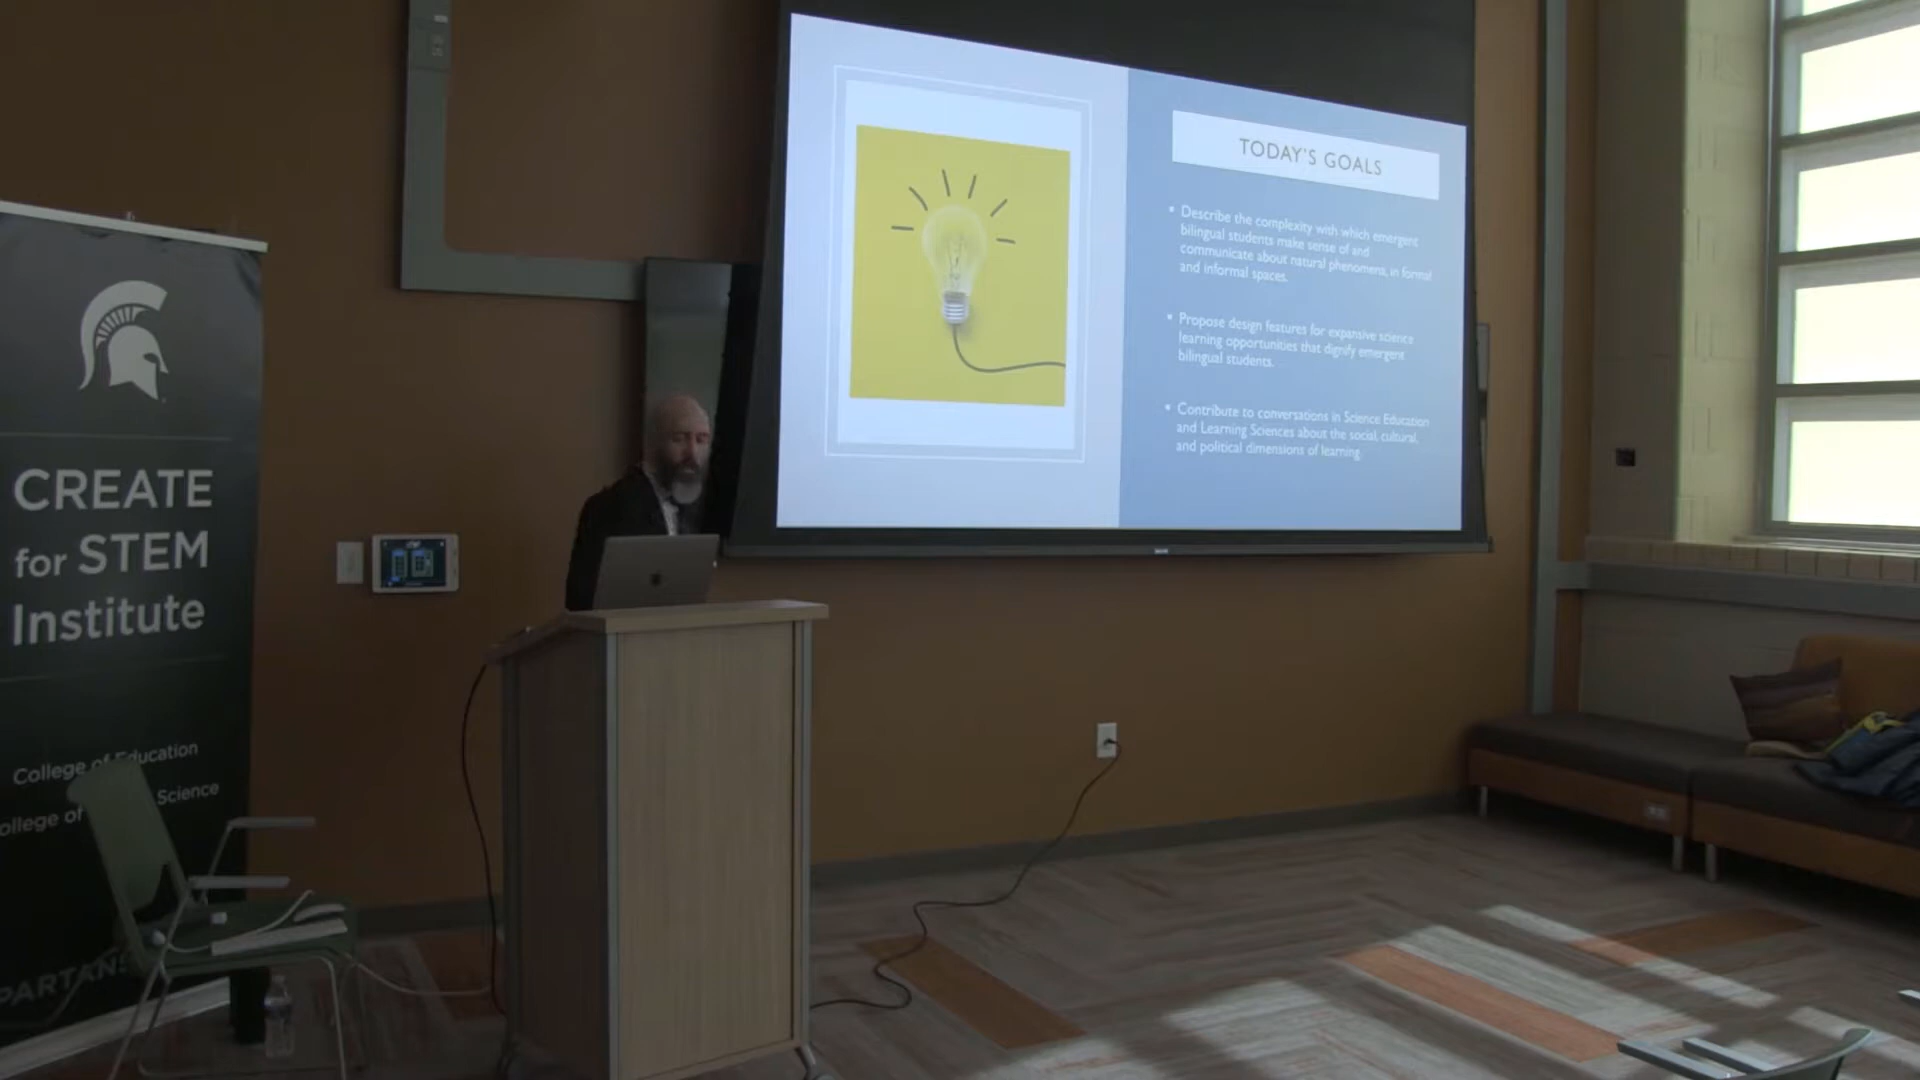 TODAY'S GOALS
• Describe the complexity with which emergent
bilingual students make sense of and
communicate about natural phenomena, in formal
and informal spaces.
• Propose design features for expansive science
learning opportunities that dignify emergent
bilingual students.
• Contribute to conversations in Science Education
and Learning Sciences about the social, cultural,
and political dimensions of learning.
CREATE
for STEM
Institute
College of Education
College of Science
PARTANS